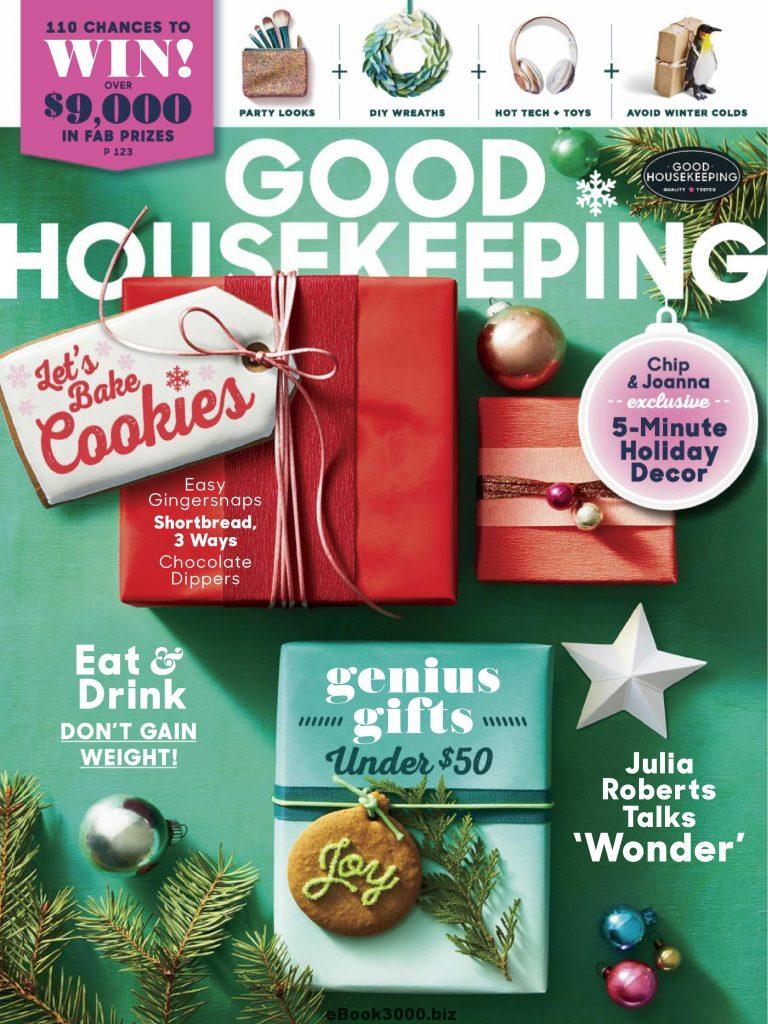 110 CHANCES TO
WIN!
OVER
$9,000
IN FAB PRIZES
P 123
PARTY LOOKS
+
DIY WREATHS
+
HOT TECH + TOYS
+
AVOID WINTER COLDS
GOOD
HOUSEKEEPING
GOOD
HOUSEKEEPING
QUALITY ★ TESTED
Let's
Bake
Cookies
Easy
Gingersnaps
Shortbread,
3 Ways
Chocolate
Dippers
Chip
& Joanna
-- exclusive --
5-Minute
Holiday
Decor
Eat &
Drink
DON'T GAIN
WEIGHT!
genius
gifts
Under $50
Joy
Julia
Roberts
Talks
'Wonder'
eBook3000.biz